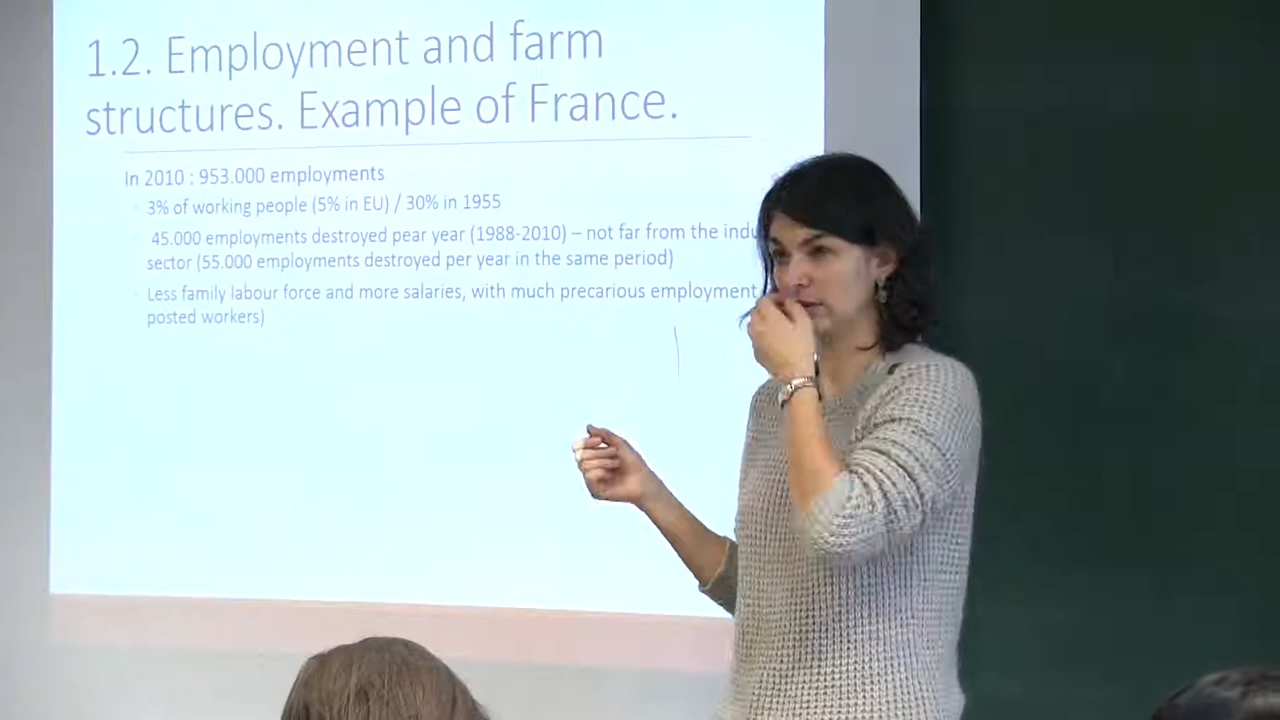 1.2. Employment and farm
structures. Example of France.
In 2010 : 953.000 employments
3% of working people (5% in EU) / 30% in 1955
45.000 employments destroyed pear year (1988-2010) – not far from the
sector (55.000 employments destroyed per year in the same period)
Less family labour force and more salaries, with much precarious employment
posted workers)